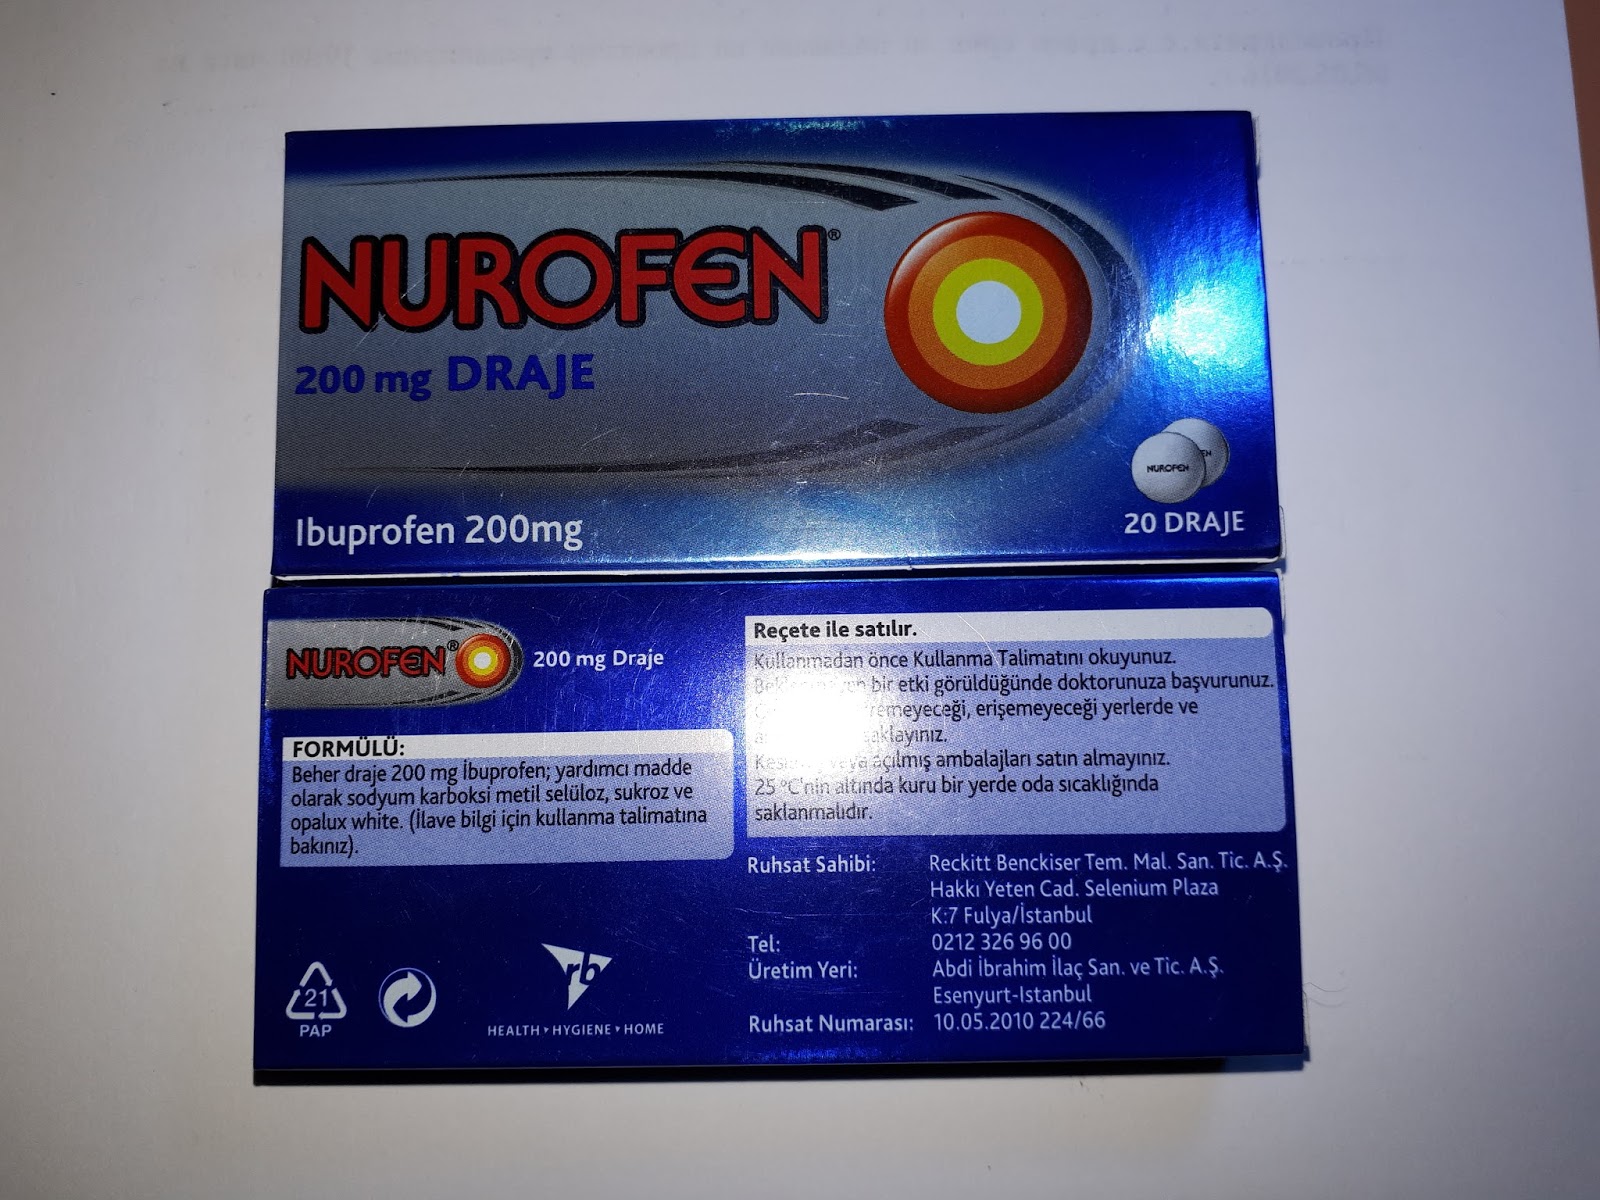 NUROFEN®
200 mg DRAJE
NUROFEN
EN
Ibuprofen 200mg
20 DRAJE
NUROFEN®
200 mg Draje
FORMÜLÜ:
Beher draje 200 mg İbuprofen; yardımcı madde
olarak sodyum karboksi metil selüloz, sukroz ve
opalux white. (İlave bilgi için kullanma talimatına
bakınız).
21
PAP
rb
HEALTH • HYGIENE • HOME
Reçete ile satılır.
Kullanmadan önce Kullanma Talimatını okuyunuz.
bir etki görüldüğünde doktorunuza başvurunuz.
erişemeyeceği yerlerde ve
saklayınız.
veya açılmış ambalajları satın almayınız.
25 °C'nin altında kuru bir yerde oda sıcaklığında
saklanmalıdır.
Ruhsat Sahibi: Reckitt Benckiser Tem. Mal. San. Tic. A.Ş.
Hakkı Yeten Cad. Selenium Plaza
K:7 Fulya/İstanbul
Tel: 0212 326 96 00
Üretim Yeri: Abdi İbrahim İlaç San. ve Tic. A.Ş.
Esenyurt-Istanbul
Ruhsat Numarası: 10.05.2010 224/66